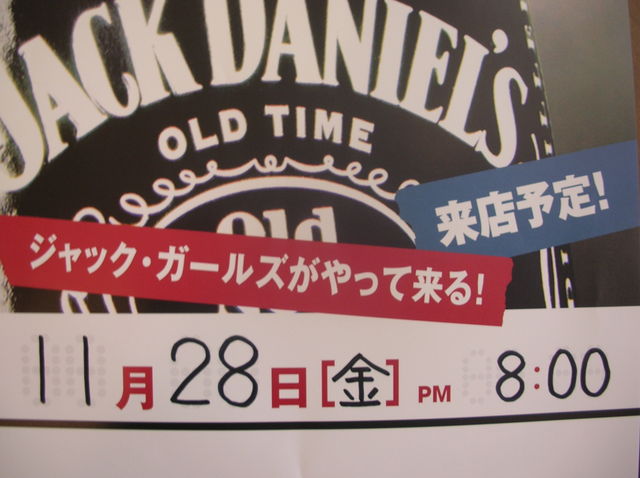 JACK DANIEL'S
OLD TIME
Old
来店予定!
ジャック・ガールズがやって来る!
11月28日[金] PM 8:00